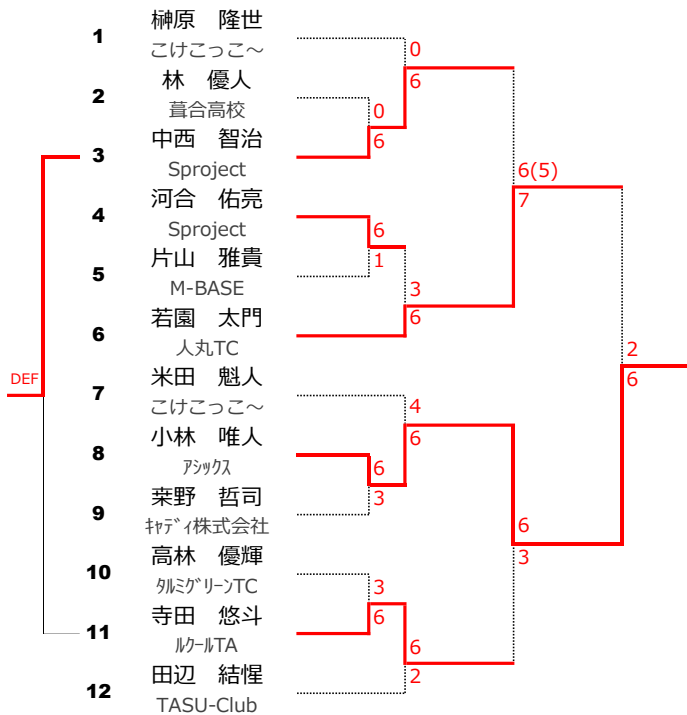 1 榊原 隆世
こけこっこ～
0
6
2 林 優人
葺合高校
0
6
3 中西 智治
Sproject
6(5)
7
4 河合 佑亮
Sproject
6
1
5 片山 雅貴
M-BASE
3
6
6 若園 太門
人丸TC
2
6
DEF
7 米田 魁人
こけこっこ～
4
6
8 小林 唯人
ｱｼｯｸｽ
6
3
9 桒野 哲司
ｷｬﾃﾞｨ株式会社
6
3
10 高林 優輝
ﾀﾙﾐｸﾞﾘｰﾝTC
3
6
11 寺田 悠斗
ﾙｸｰﾙTA
6
2
12 田辺 結惺
TASU-Club